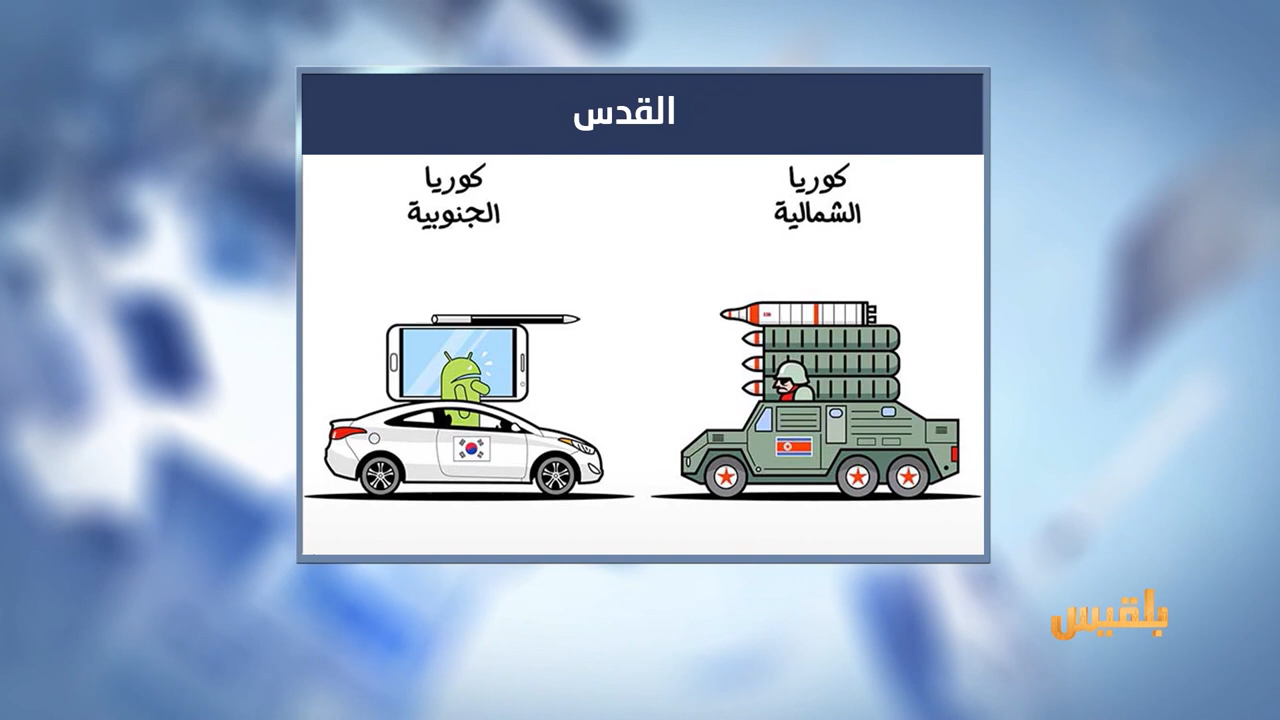 القدس
كوريا
الشمالية
كوريا
الجنوبية
بلقيس